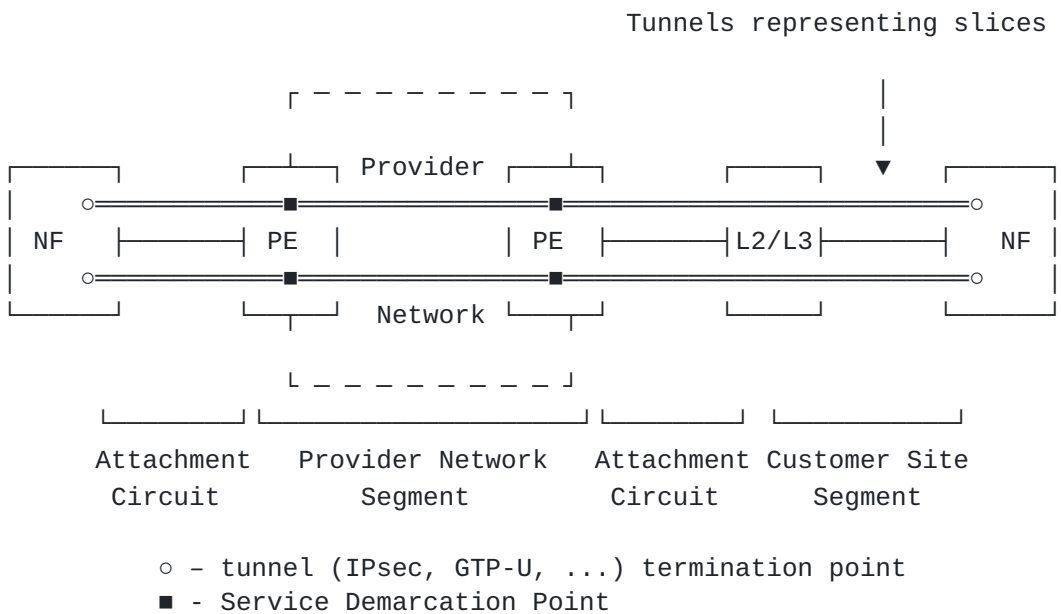 Tunnels representing slices
Provider
NF PE PE L2/L3 NF
Network
Attachment Provider Network Attachment Customer Site
Circuit Segment Circuit Segment
○ – tunnel (IPsec, GTP-U, ...) termination point
■ - Service Demarcation Point